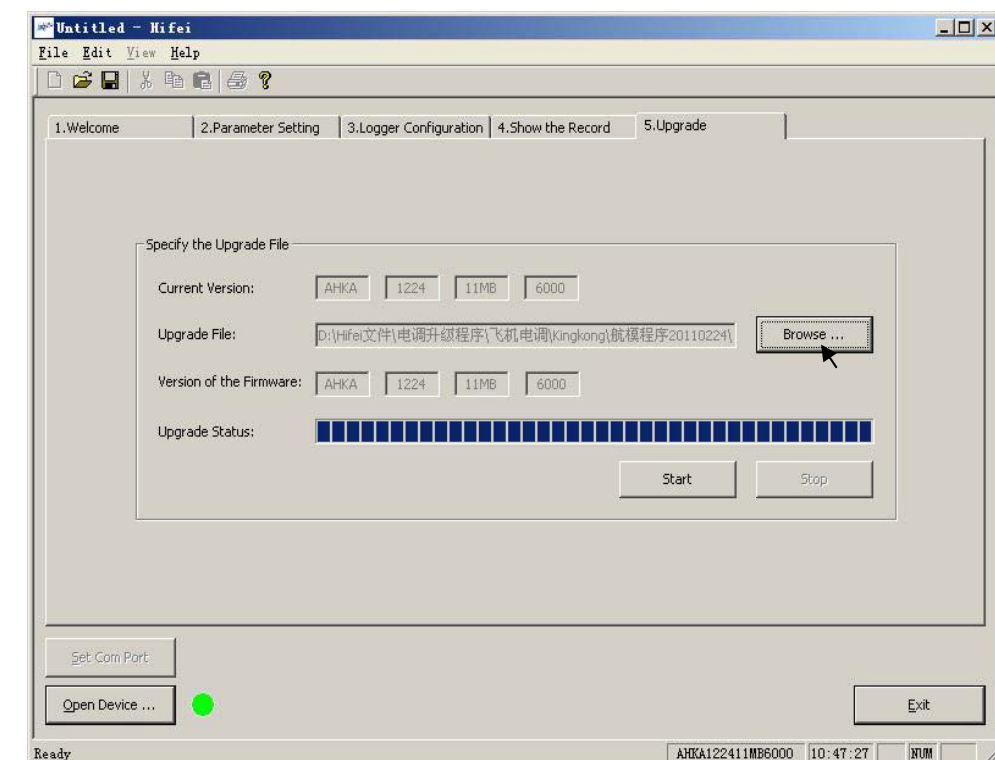 Untitled - Hifei
File Edit View Help
1.Welcome 2.Parameter Setting 3.Logger Configuration 4.Show the Record 5.Upgrade
Specify the Upgrade File
Current Version: AHKA 1224 11MB 6000
Upgrade File: D:\Hifei文件\电调升级程序\飞机电调\Kingkong\航模程序20110224\ Browse ...
Version of the Firmware: AHKA 1224 11MB 6000
Upgrade Status:
Start Stop
Set Com Port
Open Device ... Exit
Ready AHKA122411MB6000 10:47:27 NUM